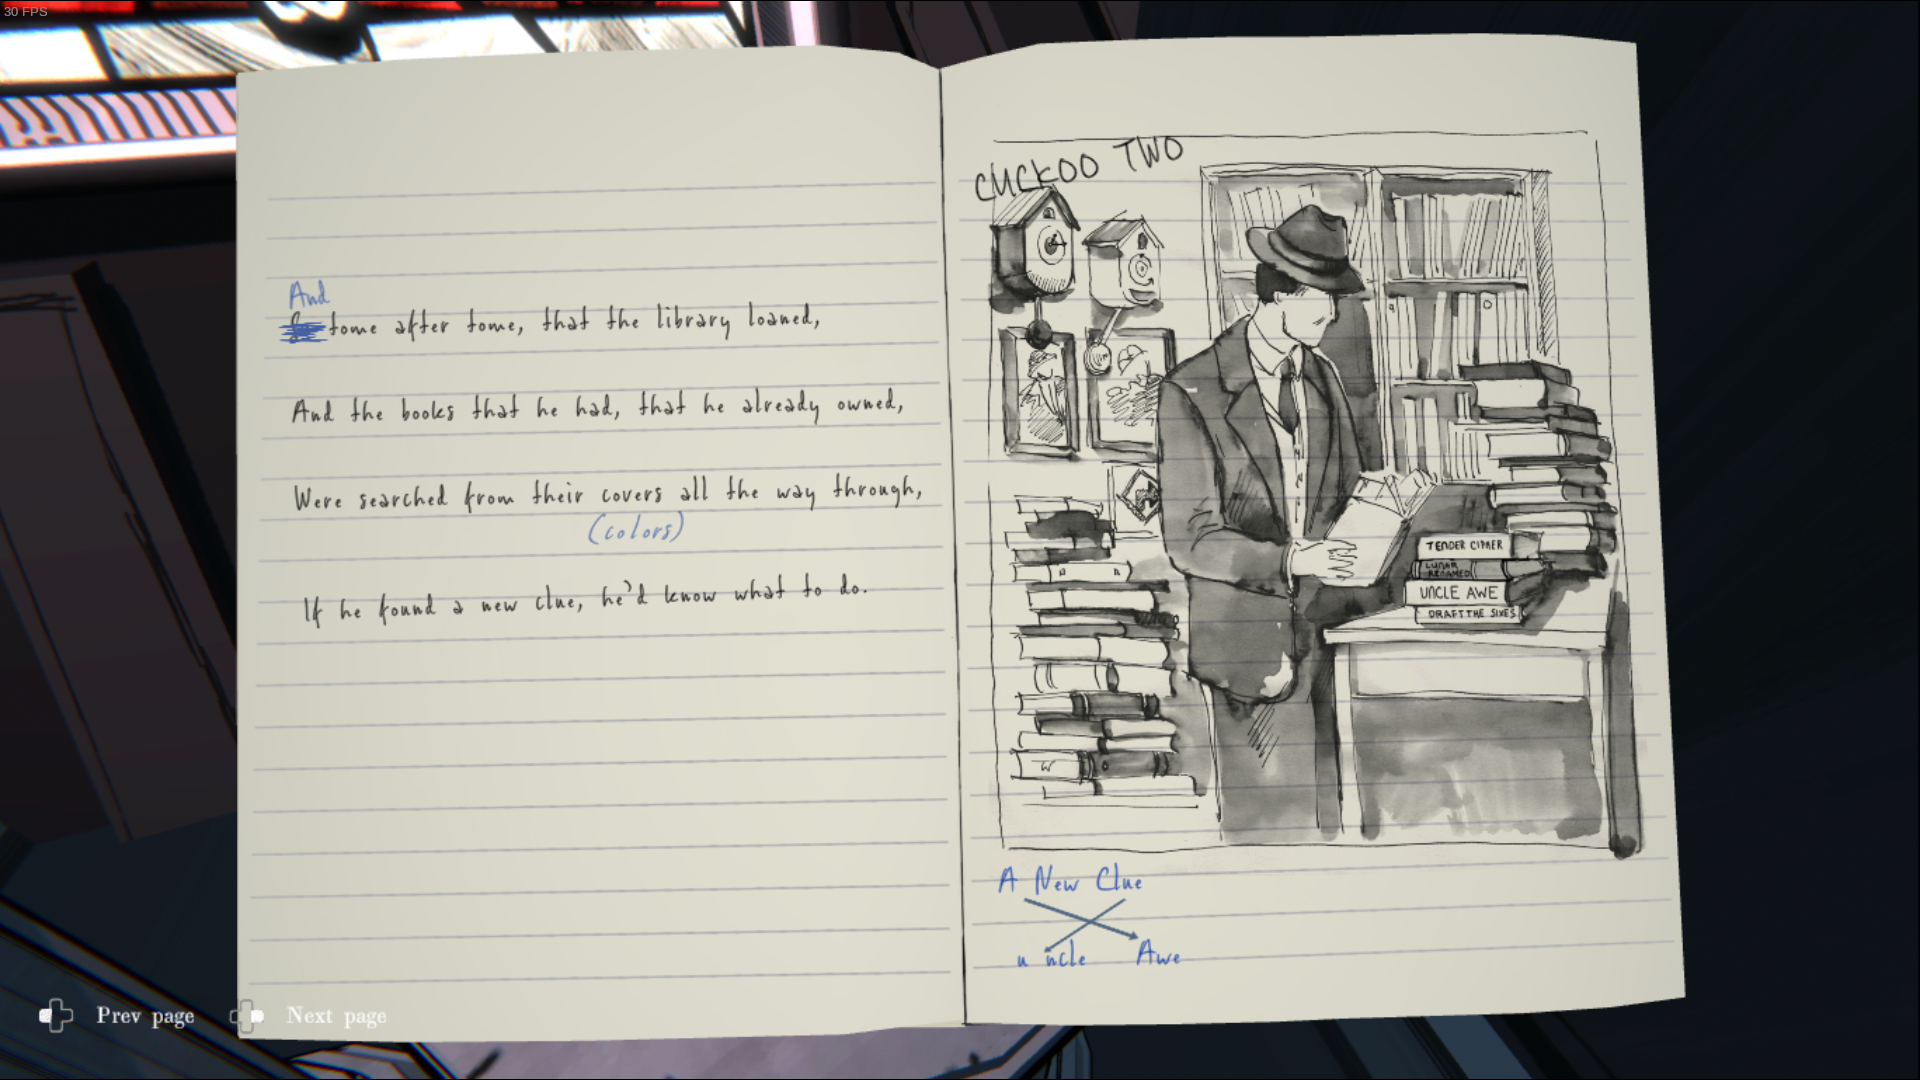 30 FPS
And
tome after tome, that the library loaned,
And the books that he had, that he already owned,
Were searched from their covers all the way through,
(colors)
If he found a new clue, he'd know what to do.
CUCKOO TWO
TENDER CIPHER
LUNAR
RENAMED
UNCLE AWE
DRAFT THE SIXES
W
A New Clue
u ncle Awe
Prev page
Next page